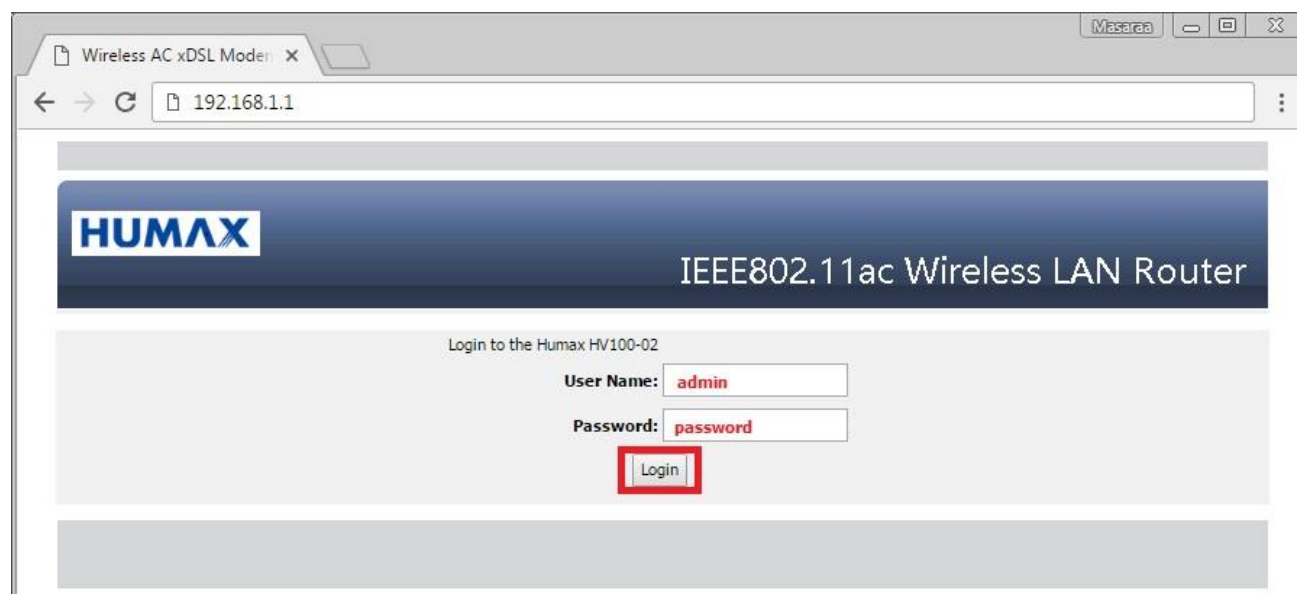 Masaraa
Wireless AC xDSL Moder
192.168.1.1
HUMAX
IEEE802.11ac Wireless LAN Router
Login to the Humax HV100-02
User Name: admin
Password: password
Login